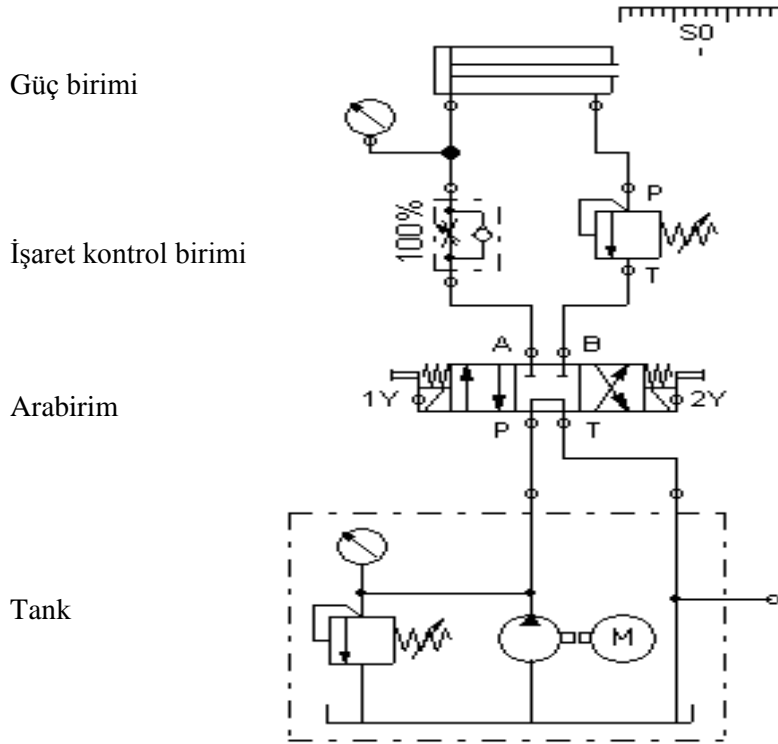 S0
Güç birimi
100%
P
İşaret kontrol birimi
T
A B
Arabirim
1Y 2Y
P T
Tank
M